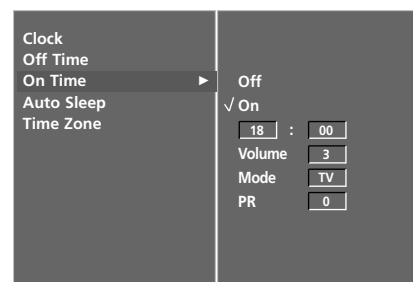 Clock
Off Time
On Time ►
Auto Sleep
Time Zone
Off
√ On
18 : 00
Volume 3
Mode TV
PR 0